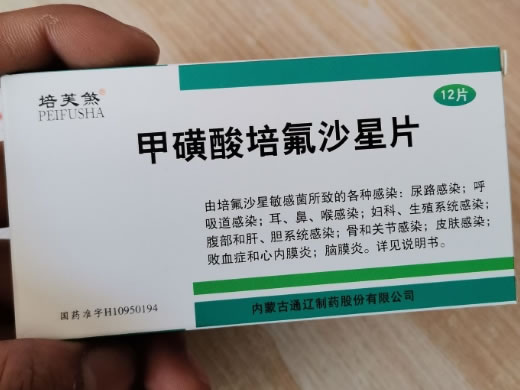 培芙煞®
PEIFUSHA
12片
甲磺酸培氟沙星片
由培氟沙星敏感菌所致的各种感染：尿路感染；呼
吸道感染；耳、鼻、喉感染；妇科、生殖系统感染；
腹部和肝、胆系统感染；骨和关节感染；皮肤感染；
败血症和心内膜炎；脑膜炎。详见说明书。
国药准字H10950194
内蒙古通辽制药股份有限公司